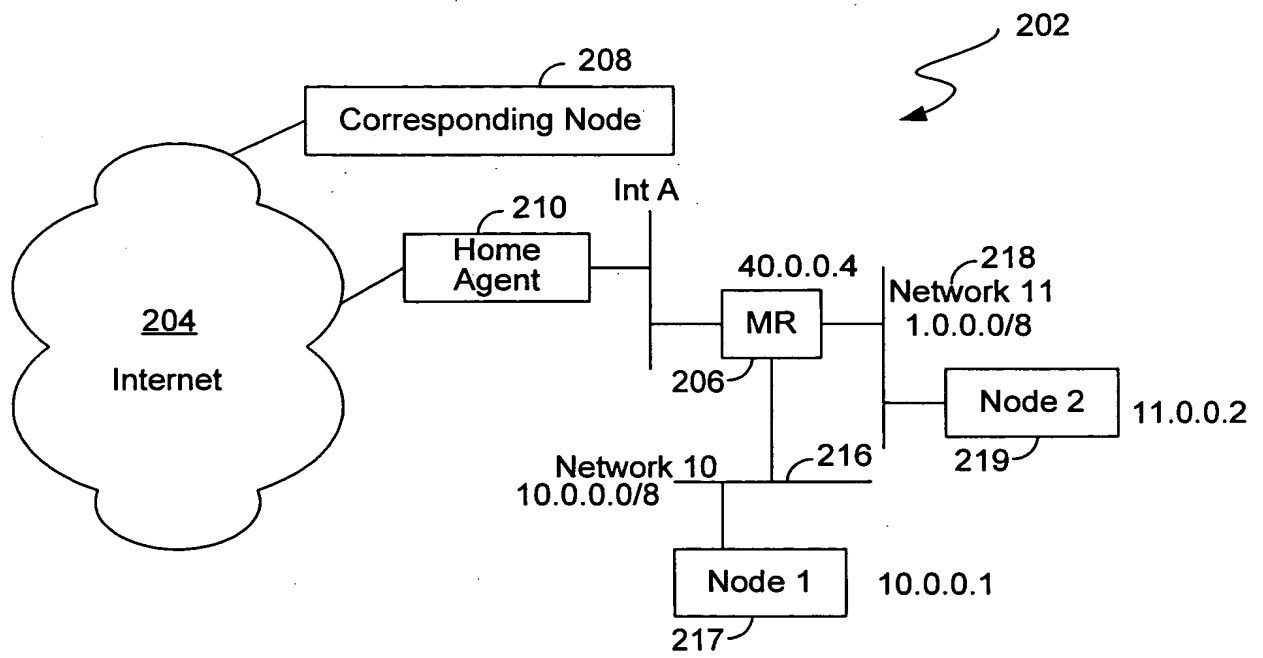 202
208
Corresponding Node
Int A
210
Home
Agent
40.0.0.4
218
Network 11
1.0.0.0/8
204
Internet
MR
206
Node 2
11.0.0.2
219
Network 10
10.0.0.0/8
216
Node 1
10.0.0.1
217